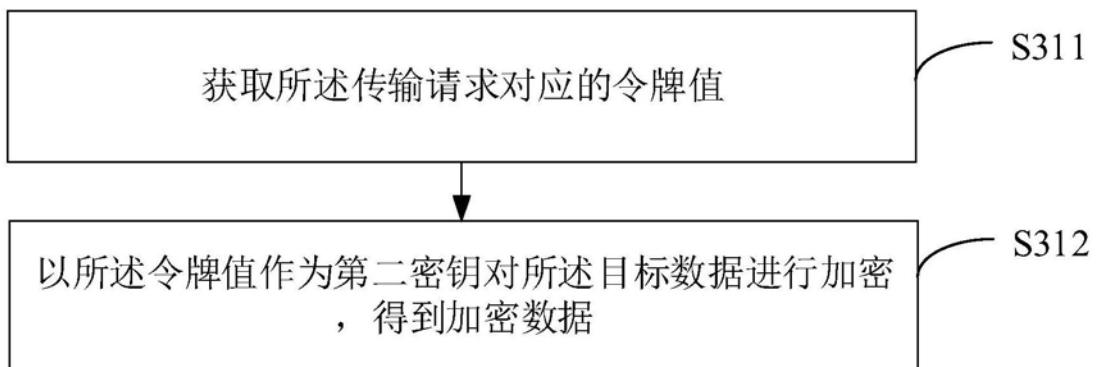 获取所述传输请求对应的令牌值
S311
以所述令牌值作为第二密钥对所述目标数据进行加密
，得到加密数据
S312